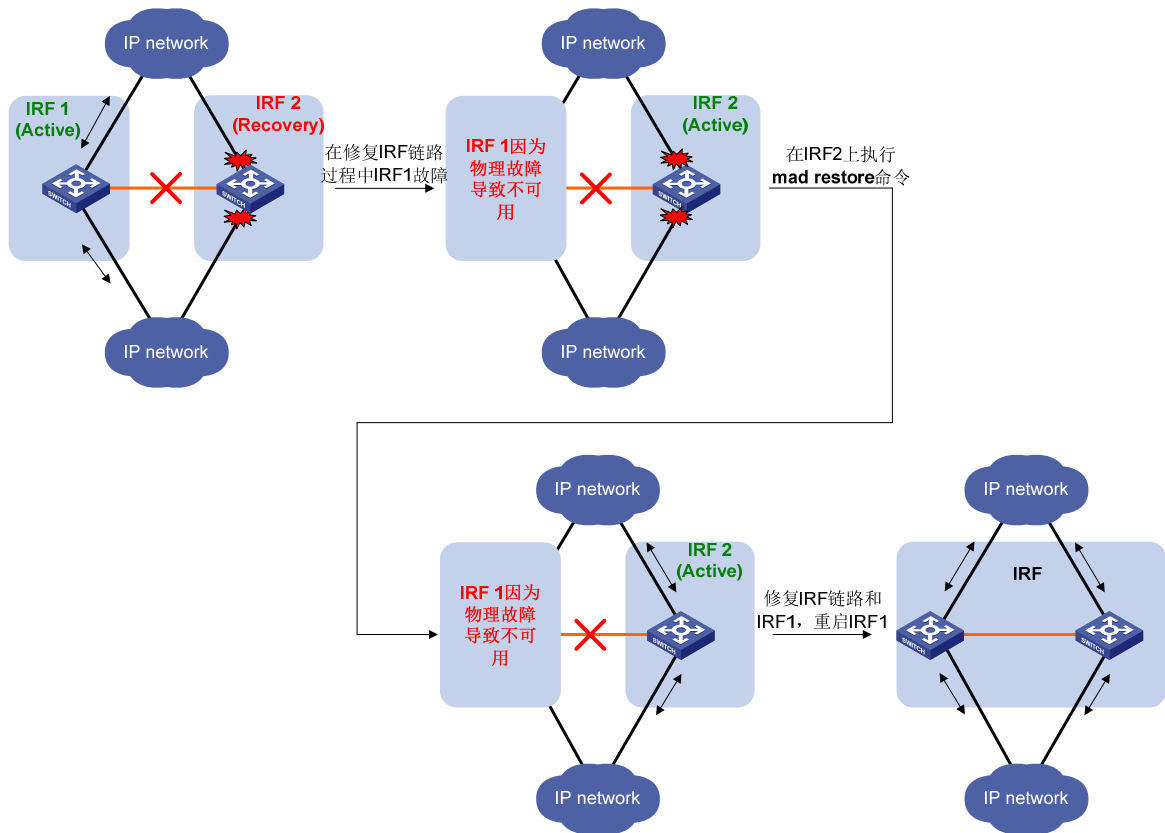 IP network
IRF 1
(Active)
IRF 2
(Recovery)
SWITCH
SWITCH
IP network
在修复IRF链路
过程中IRF1故障
IP network
IRF 1因为
物理故障
导致不可
用
IRF 2
(Active)
SWITCH
IP network
在IRF2上执行
mad restore命令
IP network
IRF 1因为
物理故障
导致不可
用
IRF 2
(Active)
SWITCH
IP network
修复IRF链路和
IRF1，重启IRF1
IP network
IRF
SWITCH
SWITCH
IP network